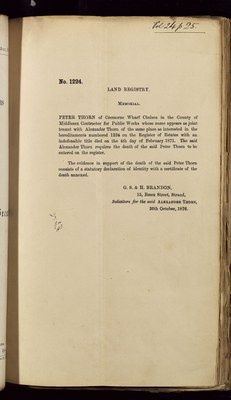 Vol. 24 p. 95
No. 1224.
LAND REGISTRY.
MEMORIAL.
PETER THORN of Cremorne Wharf Chelsea in the County of
Middlesex Contractor for Public Works whose name appears as joint
tenant with Alexander Thorn of the same place as interested in the
hereditaments numbered 1224 on the Register of Estates with an
indefeasible title died on the 4th day of February 1875. The said
Alexander Thorn requires the death of the said Peter Thorn to be
entered on the register.
The evidence in support of the death of the said Peter Thorn
consists of a statutory declaration of identity with a certificate of the
death annexed.
G. S. & H. BRANDON,
15, Essex Street, Strand,
Solicitors for the said ALEXANDER THORN.
26th October, 1876.